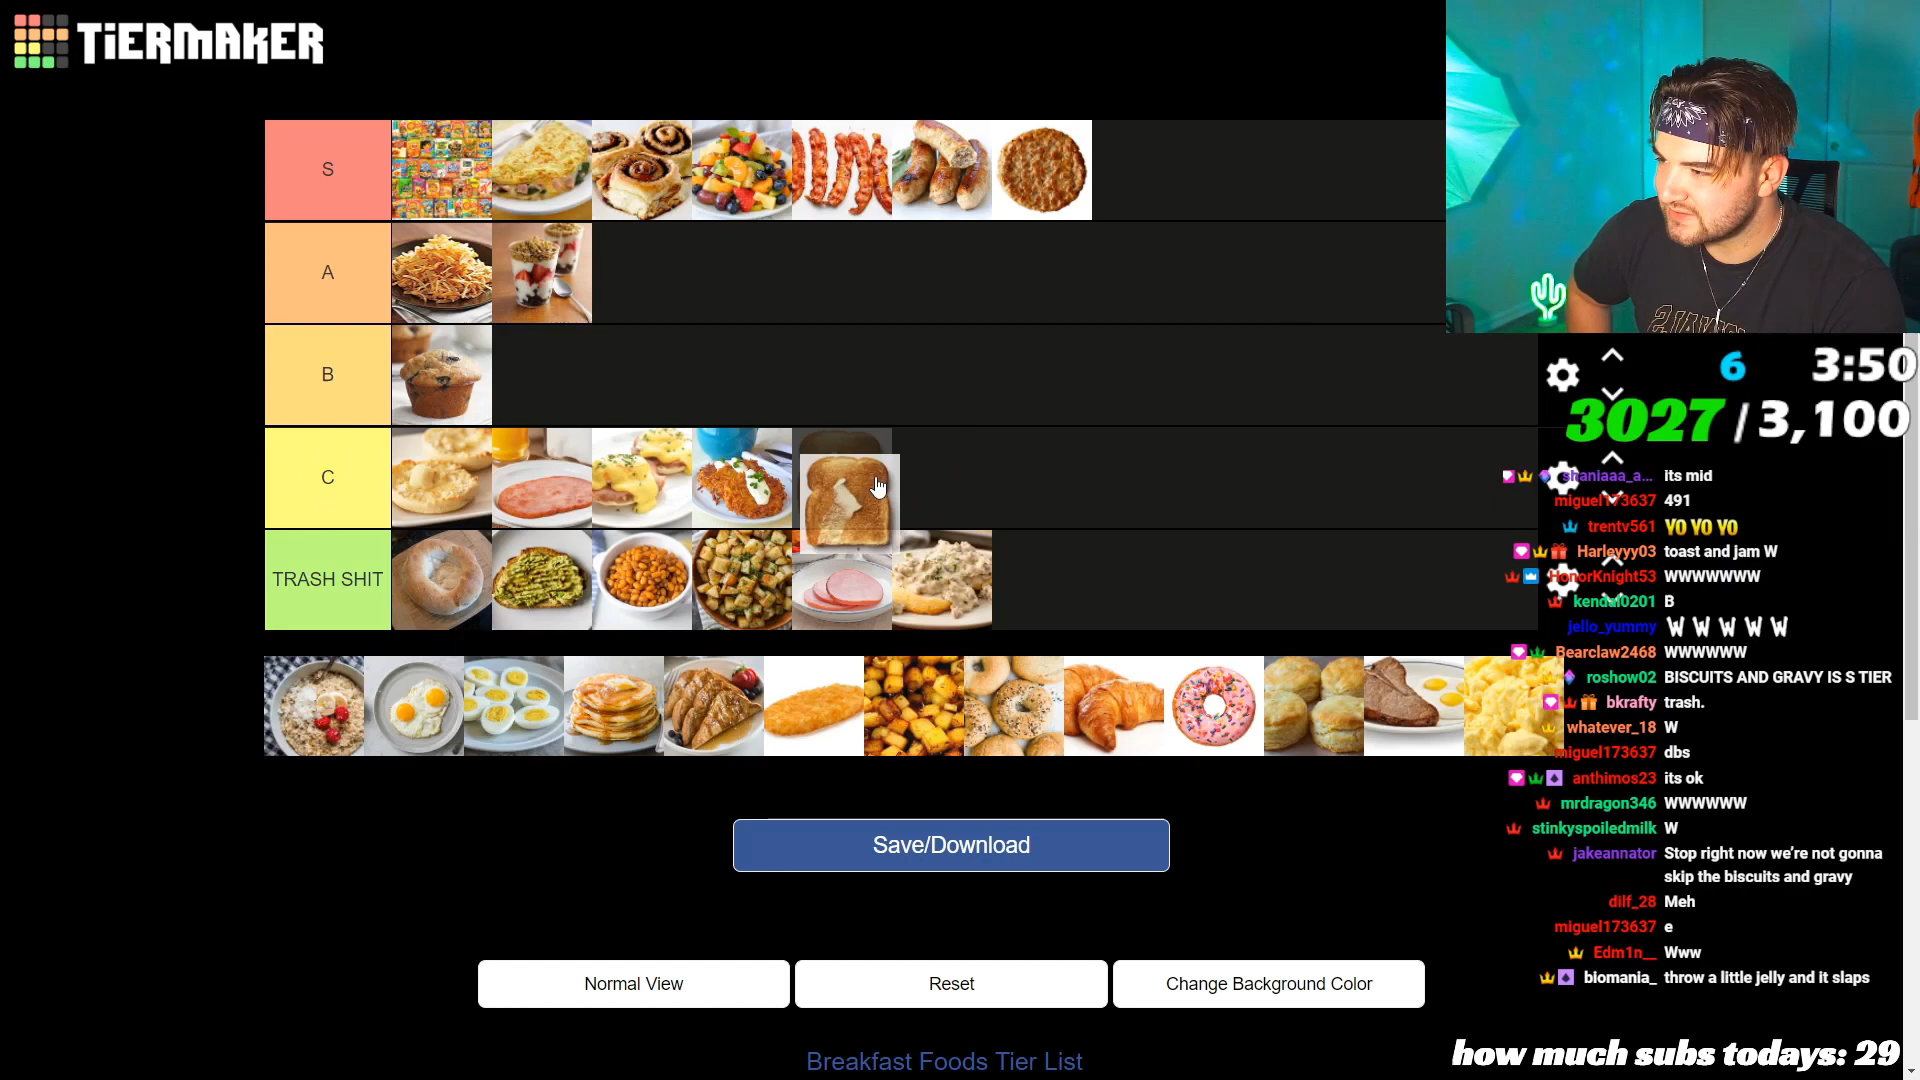 TiERMAKER
S
A
B
C
TRASH SHIT
Save/Download
Normal View
Reset
Change Background Color
Breakfast Foods Tier List
6
3:50
3027/3,100
shaniaaa_a... its mid
miguel173637 491
trentv561 YO YO YO
Harleyyy03 toast and jam W
HonorKnight53 WWWWWWW
kendal0201 B
jello_yummy W W W W W
Bearclaw2468 WWWWWW
roshow02 BISCUITS AND GRAVY IS S TIER
bkrafty trash.
whatever_18 W
miguel173637 dbs
anthimos23 its ok
mrdragon346 WWWWWW
stinkyspoiledmilk W
jakeannator Stop right now we're not gonna
skip the biscuits and gravy
dilf_28 Meh
miguel173637 e
Edm1n__ Www
biomania_ throw a little jelly and it slaps
how much subs todays: 29